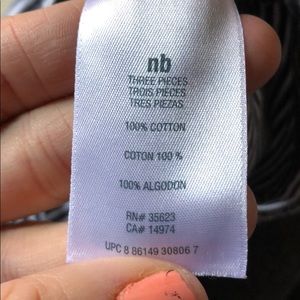 nb
THREE PIECES
TROIS PIECES
TRES PIEZAS
100% COTTON
COTON 100 %
100% ALGODON
RN# 35623
CA# 14974
UPC 8 86149 30806 7